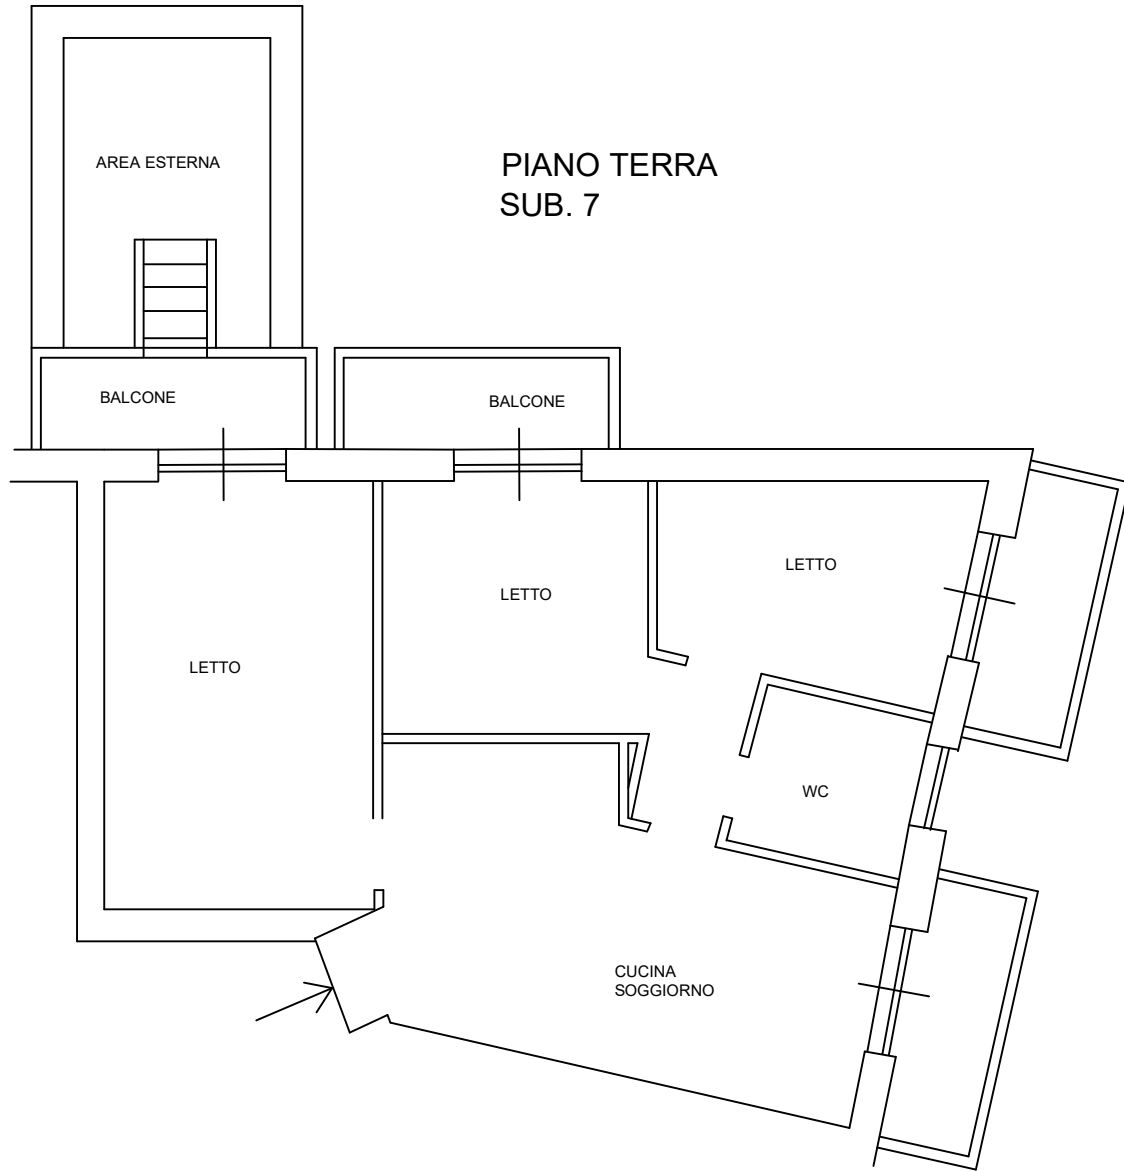 AREA ESTERNA
PIANO TERRA
SUB. 7
BALCONE
BALCONE
LETTO
LETTO
LETTO
WC
CUCINA
SOGGIORNO